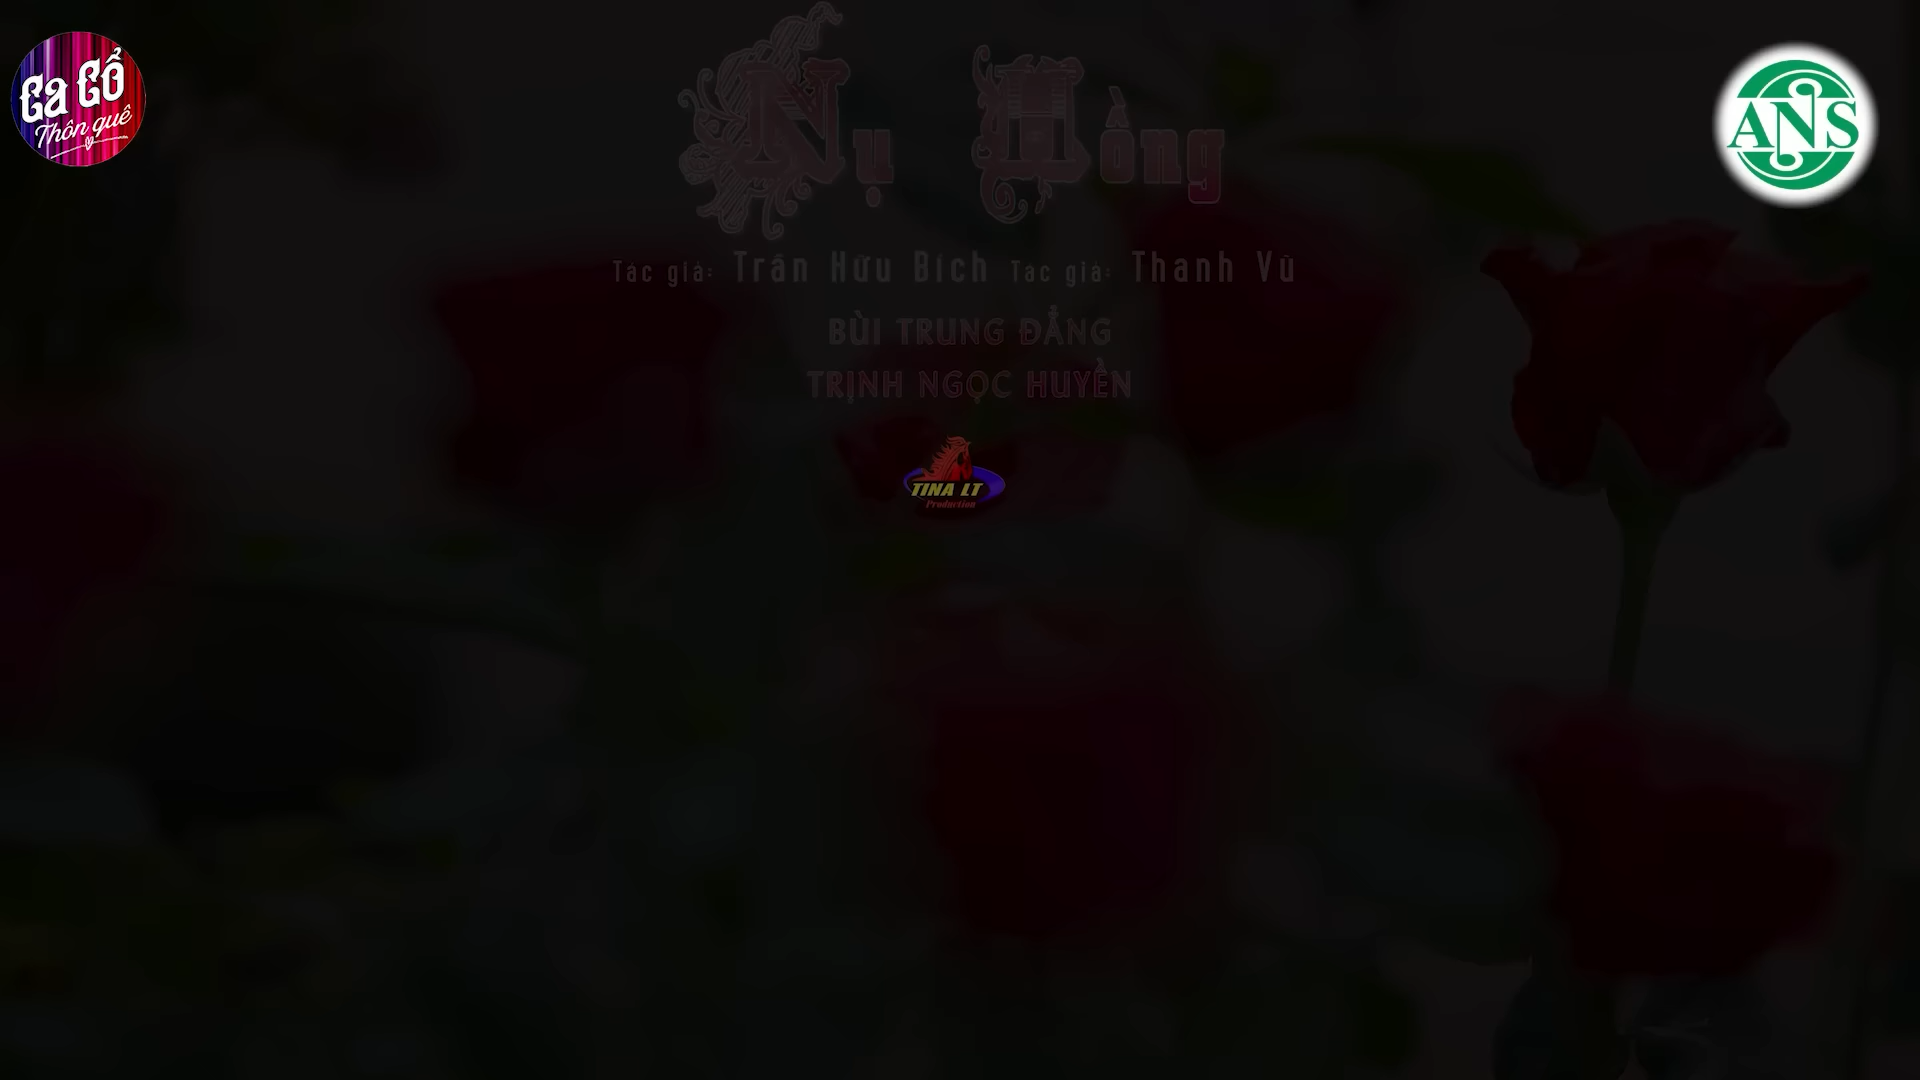 Ca Cổ
Thôn quê
ANS
Nụ Hồng
Tác giả: Trần Hữu Bích Tác giả: Thanh Vũ
BÙI TRUNG ĐẲNG
TRỊNH NGỌC HUYỀN
TINA LT
Production